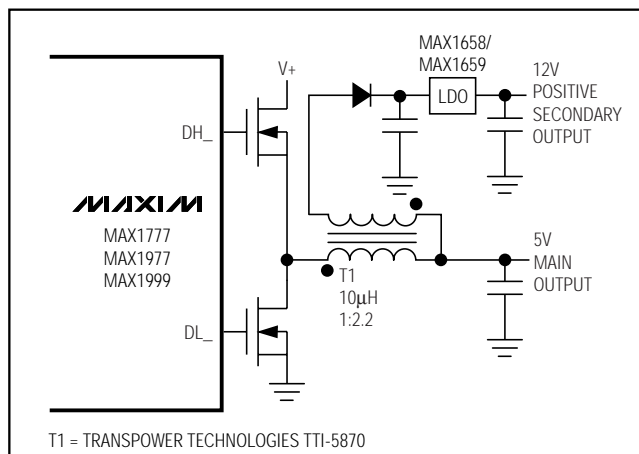 MAX1658/
MAX1659
V+
12V
POSITIVE
SECONDARY
OUTPUT
LDO
DH_
MAXIM
MAX1777
MAX1977
MAX1999
5V
MAIN
OUTPUT
T1
10μH
1:2.2
DL_
T1 = TRANSPOWER TECHNOLOGIES TTI-5870